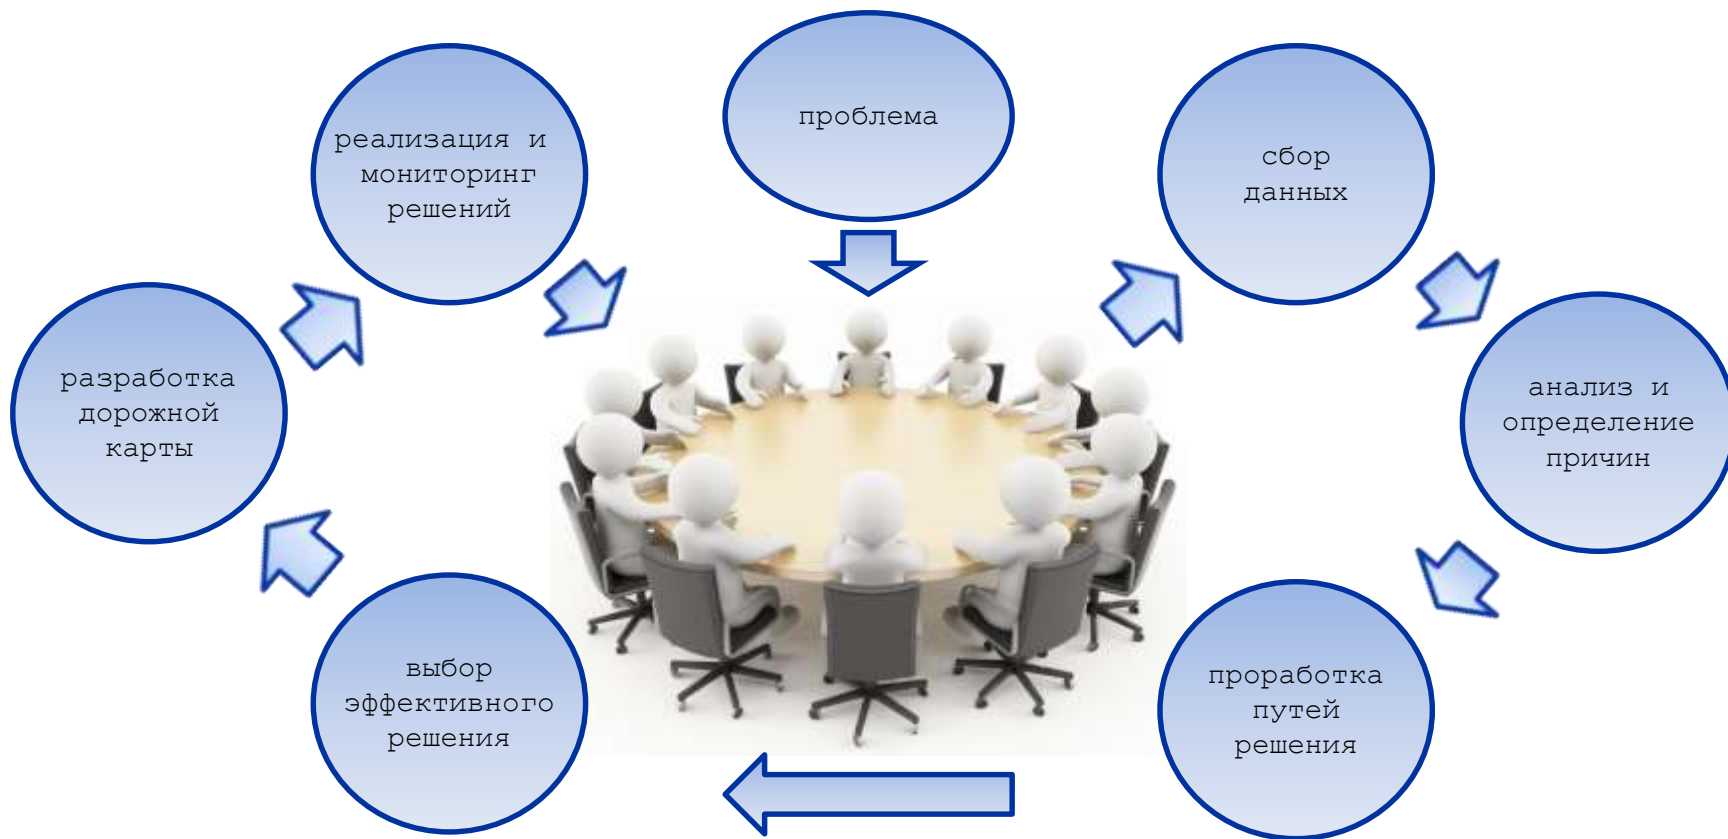 проблема
сбор
данных
анализ и
определение
причин
проработка
путей
решения
выбор
эффективного
решения
разработка
дорожной
карты
реализация и
мониторинг
решений